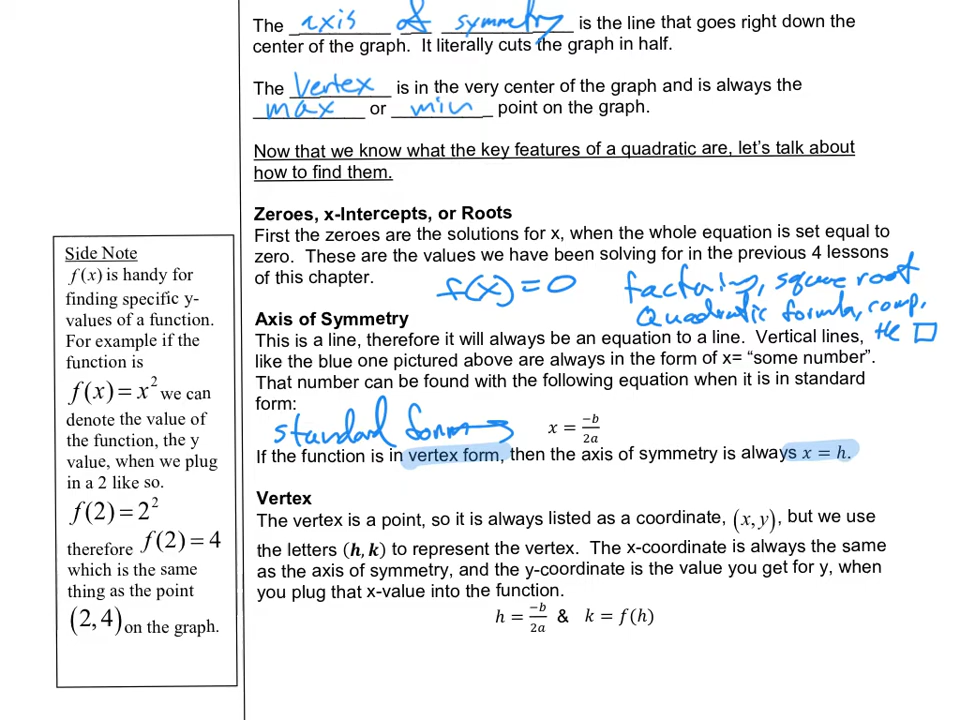 The axis of symmetry is the line that goes right down the
center of the graph. It literally cuts the graph in half.
The Vertex is in the very center of the graph and is always the
max or min point on the graph.
Now that we know what the key features of a quadratic are, let's talk about
how to find them.
Zeroes, x-Intercepts, or Roots
First the zeroes are the solutions for x, when the whole equation is set equal to
zero. These are the values we have been solving for in the previous 4 lessons
of this chapter.
f(x) = 0
factoring, square root
Quadratic formula, comp.
the □
Axis of Symmetry
This is a line, therefore it will always be an equation to a line. Vertical lines,
like the blue one pictured above are always in the form of x= "some number".
That number can be found with the following equation when it is in standard
form:
standard form →
x = -b/2a
If the function is in vertex form, then the axis of symmetry is always x = h.
Vertex
The vertex is a point, so it is always listed as a coordinate, (x, y), but we use
the letters (h, k) to represent the vertex. The x-coordinate is always the same
as the axis of symmetry, and the y-coordinate is the value you get for y, when
you plug that x-value into the function.
h = -b/2a & k = f(h)
Side Note
f(x) is handy for
finding specific y-
values of a function.
For example if the
function is
f(x) = x² we can
denote the value of
the function, the y
value, when we plug
in a 2 like so.
f(2) = 2²
therefore f(2) = 4
which is the same
thing as the point
(2, 4) on the graph.